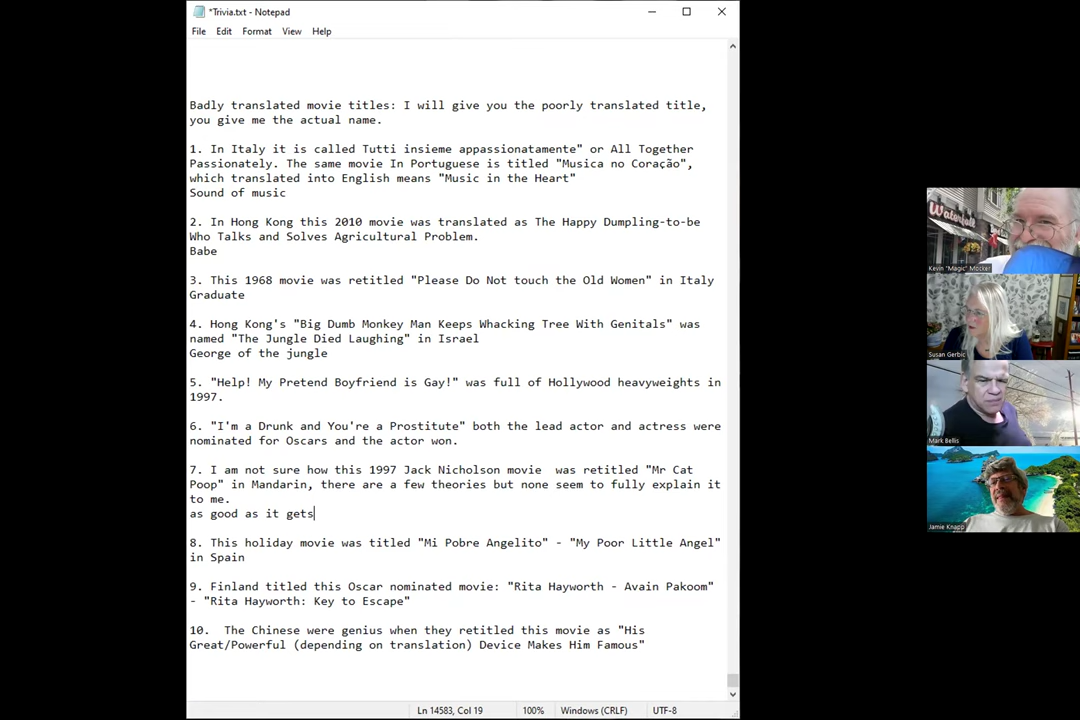 *Trivia.txt - Notepad
File Edit Format View Help
Badly translated movie titles: I will give you the poorly translated title,
you give me the actual name.
1. In Italy it is called Tutti insieme appassionatamente" or All Together
Passionately. The same movie In Portuguese is titled "Musica no Coração",
which translated into English means "Music in the Heart"
Sound of music
2. In Hong Kong this 2010 movie was translated as The Happy Dumpling-to-be
Who Talks and Solves Agricultural Problem.
Babe
3. This 1968 movie was retitled "Please Do Not touch the Old Women" in Italy
Graduate
4. Hong Kong's "Big Dumb Monkey Man Keeps Whacking Tree With Genitals" was
named "The Jungle Died Laughing" in Israel
George of the jungle
5. "Help! My Pretend Boyfriend is Gay!" was full of Hollywood heavyweights in
1997.
6. "I'm a Drunk and You're a Prostitute" both the lead actor and actress were
nominated for Oscars and the actor won.
7. I am not sure how this 1997 Jack Nicholson movie  was retitled "Mr Cat
Poop" in Mandarin, there are a few theories but none seem to fully explain it
to me.
as good as it gets
8. This holiday movie was titled "Mi Pobre Angelito" - "My Poor Little Angel"
in Spain
9. Finland titled this Oscar nominated movie: "Rita Hayworth - Avain Pakoom"
- "Rita Hayworth: Key to Escape"
10.  The Chinese were genius when they retitled this movie as "His
Great/Powerful (depending on translation) Device Makes Him Famous"
Ln 14583, Col 19 100% Windows (CRLF) UTF-8
Waterfall
Kevin "Magic" Mocker
Susan Gerbic
Mark Bellis
Jamie Knapp